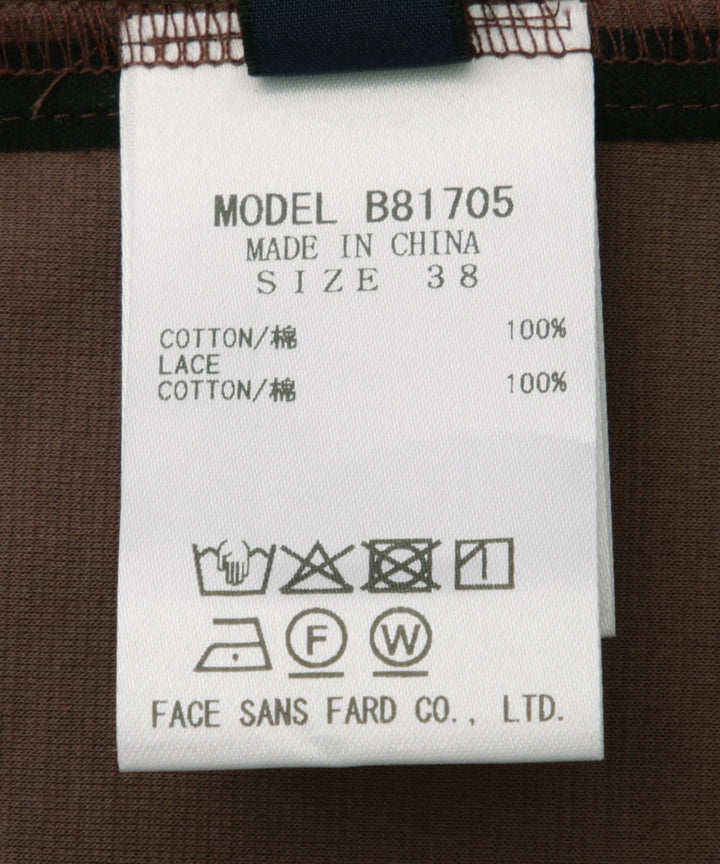 MODEL B81705
MADE IN CHINA
SIZE 38
COTTON/棉 100%
LACE
COTTON/棉 100%
F W
FACE SANS FARD CO., LTD.